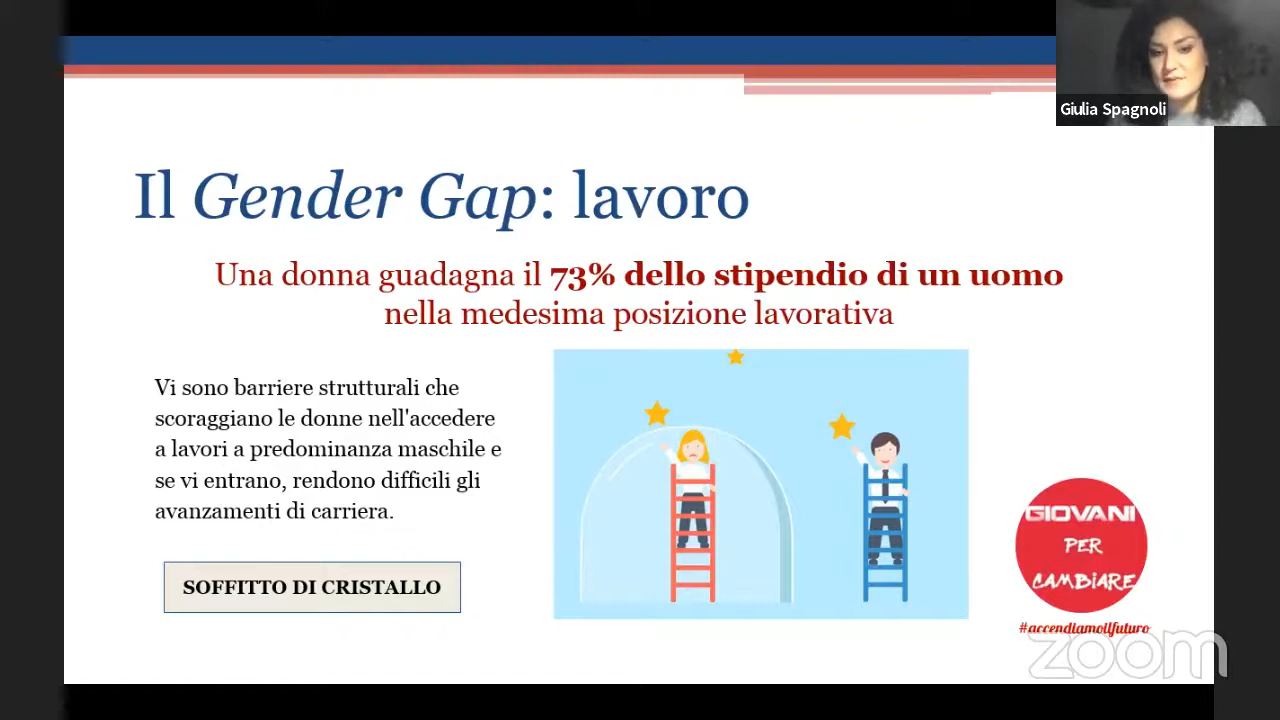 Giulia Spagnoli
Il Gender Gap: lavoro
Una donna guadagna il 73% dello stipendio di un uomo
nella medesima posizione lavorativa
Vi sono barriere strutturali che
scoraggiano le donne nell'accedere
a lavori a predominanza maschile e
se vi entrano, rendono difficili gli
avanzamenti di carriera.
SOFFITTO DI CRISTALLO
GIOVANI
PER
CAMBIARE
#accendiamoilfuturo
zoom